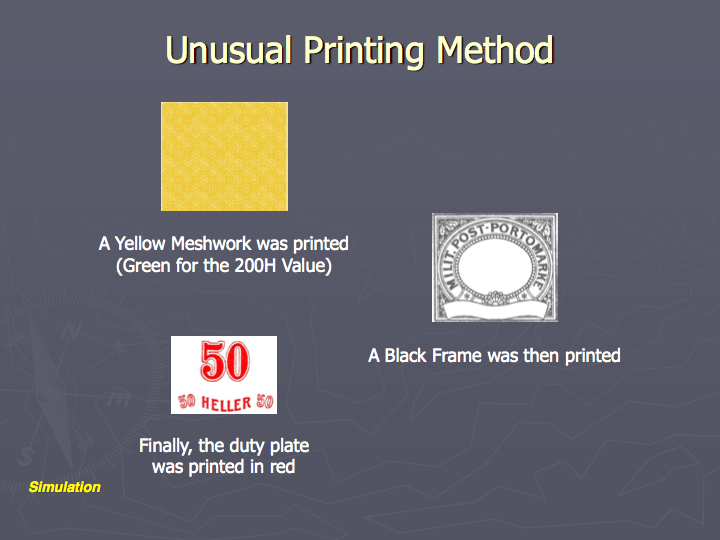 Unusual Printing Method
A Yellow Meshwork was printed
(Green for the 200H Value)
MILIT. POST-PORTOMARKE
A Black Frame was then printed
50
50 HELLER 50
Finally, the duty plate
was printed in red
Simulation
N
m
S